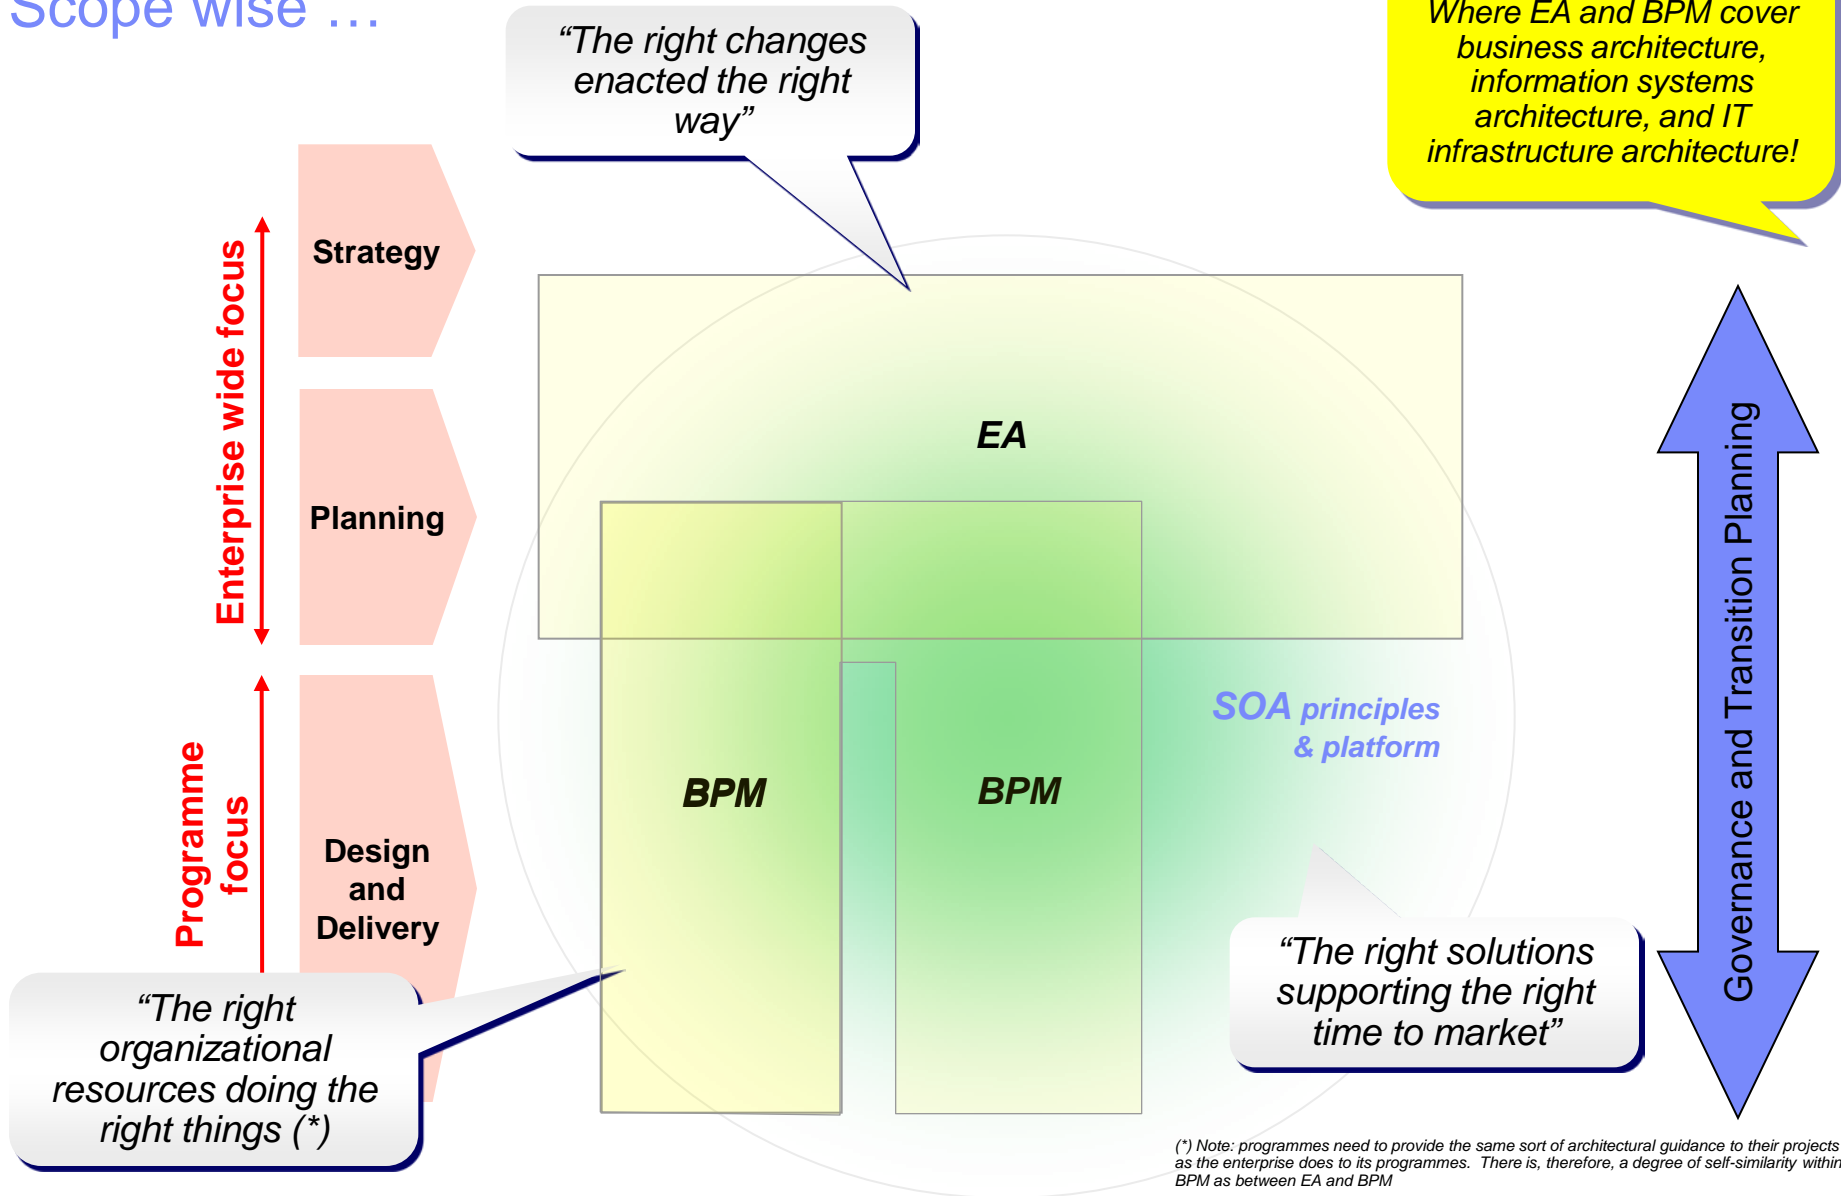 Scope wise …
“The right changes
enacted the right
way”
Where EA and BPM cover
business architecture,
information systems
architecture, and IT
infrastructure architecture!
Enterprise wide focus
Strategy
Planning
EA
Governance and Transition Planning
SOA principles
& platform
Programme
focus
Design
and
Delivery
BPM
BPM
“The right
organizational
resources doing the
right things (*)
“The right solutions
supporting the right
time to market”
(*) Note: programmes need to provide the same sort of architectural guidance to their projects
as the enterprise does to its programmes. There is, therefore, a degree of self-similarity within
BPM as between EA and BPM